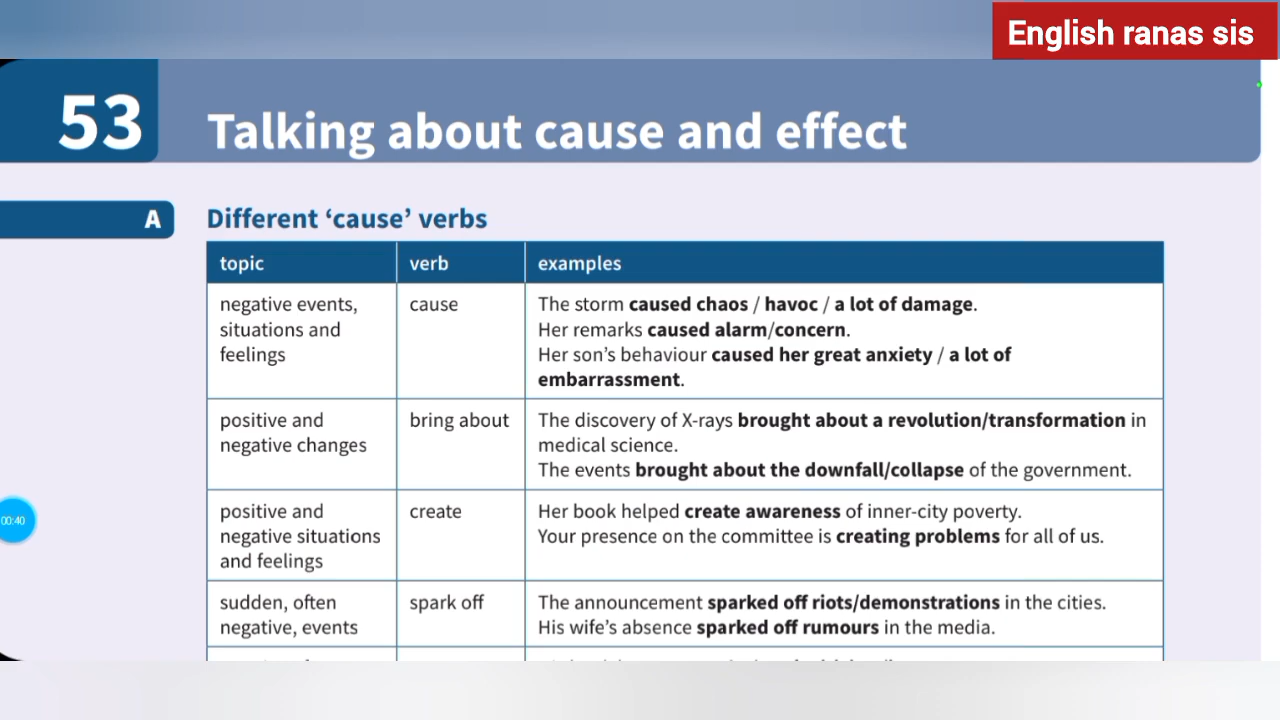 English ranas sis
53
Talking about cause and effect
A
Different ‘cause’ verbs
topic
verb
examples
negative events,
situations and
feelings
cause
The storm caused chaos / havoc / a lot of damage.
Her remarks caused alarm/concern.
Her son’s behaviour caused her great anxiety / a lot of
embarrassment.
positive and
negative changes
bring about
The discovery of X-rays brought about a revolution/transformation in
medical science.
The events brought about the downfall/collapse of the government.
positive and
negative situations
and feelings
create
Her book helped create awareness of inner-city poverty.
Your presence on the committee is creating problems for all of us.
sudden, often
negative, events
spark off
The announcement sparked off riots/demonstrations in the cities.
His wife’s absence sparked off rumours in the media.
00:40